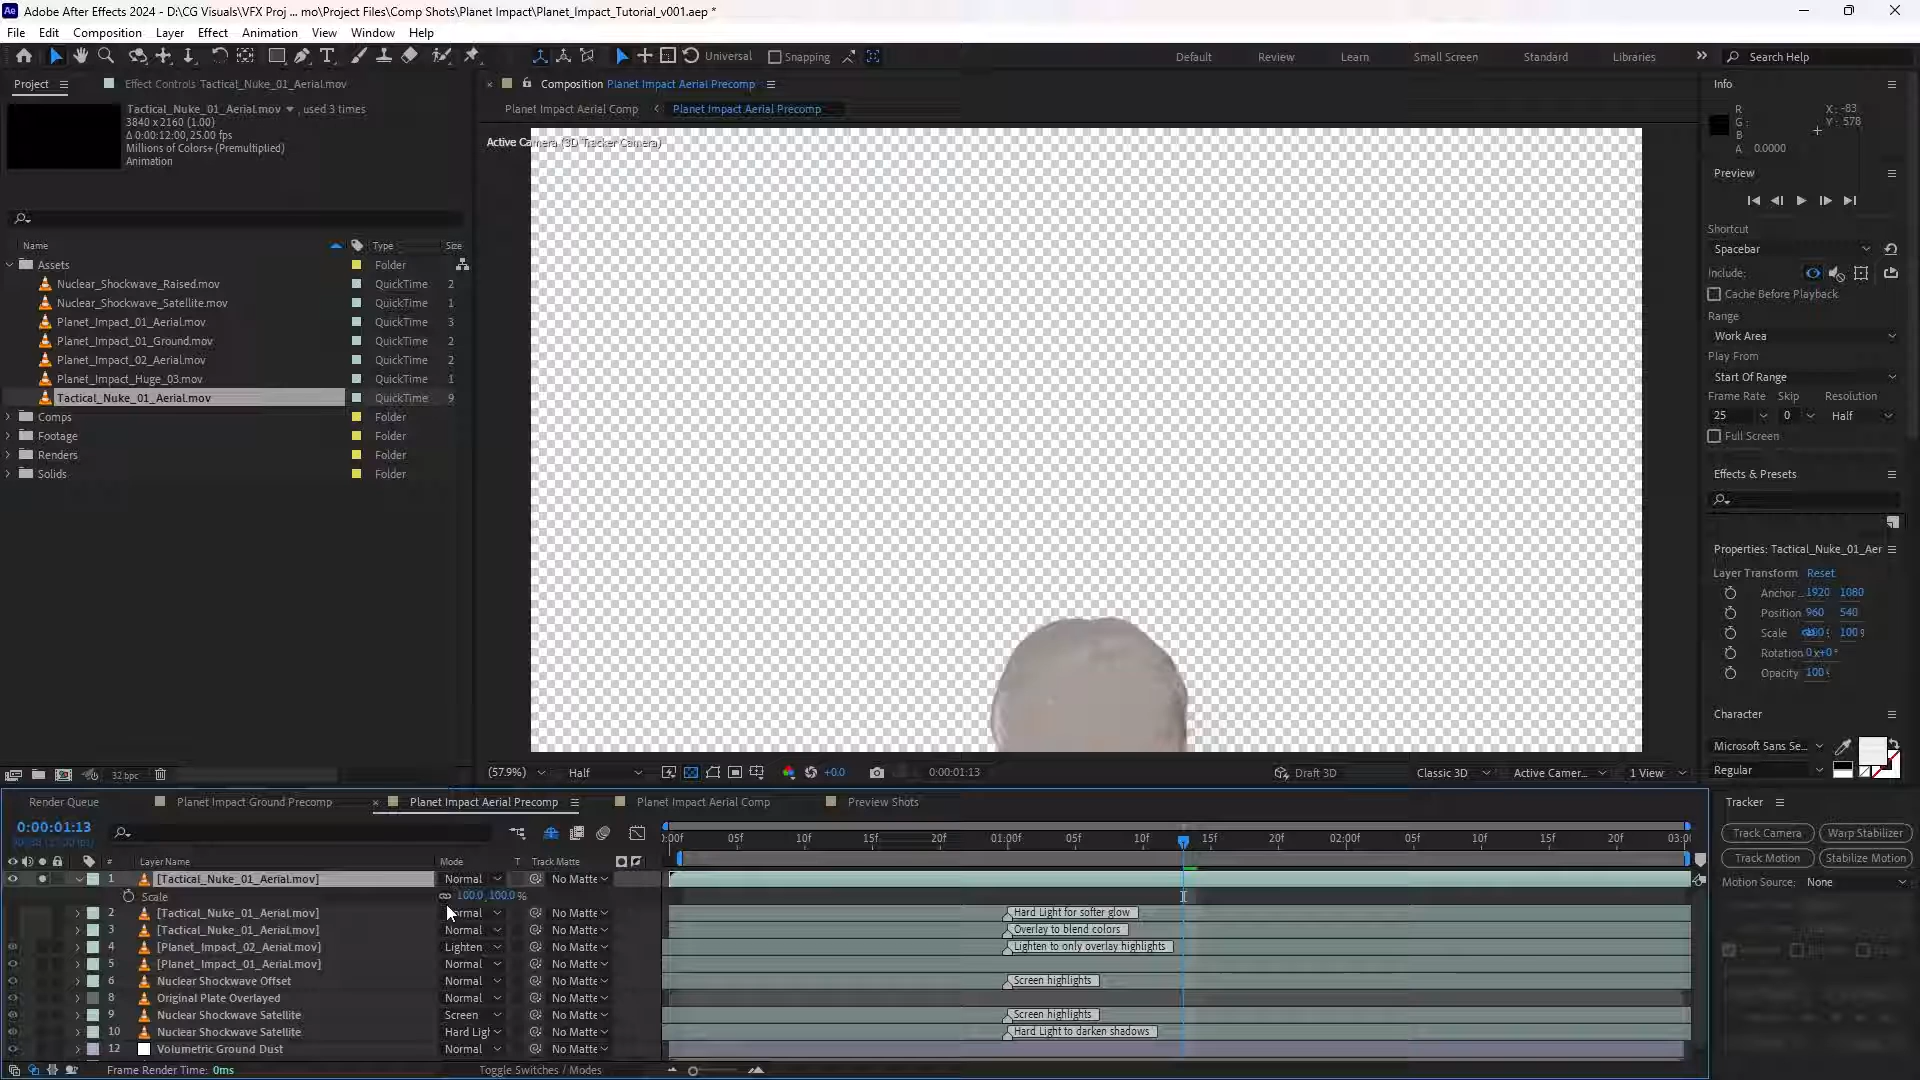 Adobe After Effects 2024 - D:\CG Visuals\VFX Proj ... mo\Project Files\Comp Shots\Planet Impact\Planet_Impact_Tutorial_v001.aep *
File Edit Composition Layer Effect Animation View Window Help
Universal Snapping Default Review Learn Small Screen Standard Libraries Search Help
Project Effect Controls Tactical_Nuke_01_Aerial.mov
Tactical_Nuke_01_Aerial.mov , used 3 times
3840 x 2160 (1.00)
Δ 0:00:12:00, 25.00 fps
Millions of Colors+ (Premultiplied)
Animation
Name Type Size
Assets Folder
Nuclear_Shockwave_Raised.mov QuickTime 2
Nuclear_Shockwave_Satellite.mov QuickTime 1
Planet_Impact_01_Aerial.mov QuickTime 3
Planet_Impact_01_Ground.mov QuickTime 2
Planet_Impact_02_Aerial.mov QuickTime 2
Planet_Impact_Huge_03.mov QuickTime 1
Tactical_Nuke_01_Aerial.mov QuickTime 9
Comps Folder
Footage Folder
Renders Folder
Solids Folder
32 bpc
Composition Planet Impact Aerial Precomp
Planet Impact Aerial Comp Planet Impact Aerial Precomp
Active Camera (3D Tracker Camera)
(57.9%) Half +0.0 0:00:01:13 Draft 3D Classic 3D Active Camer... 1 View
Info
R X: -83
G: Y: 578
B
A 0.0000
Preview
Shortcut
Spacebar
Include:
Cache Before Playback
Range
Work Area
Play From
Start Of Range
Frame Rate Skip Resolution
25 0 Half
Full Screen
Effects & Presets
Properties: Tactical_Nuke_01_Aer
Layer Transform Reset
Anchor... 1920 1080
Position 960 540
Scale 100
Rotation 0x+0°
Opacity 100
Character
Microsoft Sans Se...
Regular
Tracker
Track Camera Warp Stabilizer
Track Motion Stabilize Motion
Motion Source: None
Render Queue Planet Impact Ground Precomp Planet Impact Aerial Precomp Planet Impact Aerial Comp Preview Shots
0:00:01:13
:00f 05f 10f 15f 20f 01:00f 05f 10f 15f 20f 02:00f 05f 10f 15f 20f 03:0
# Layer Name Mode T Track Matte
1 [Tactical_Nuke_01_Aerial.mov] Normal No Matte
Scale 100.0,100.0%
2 [Tactical_Nuke_01_Aerial.mov] Normal No Matte Hard Light for softer glow
3 [Tactical_Nuke_01_Aerial.mov] Normal No Matte Overlay to blend colors
4 [Planet_Impact_02_Aerial.mov] Lighten No Matte Lighten to only overlay highlights
5 [Planet_Impact_01_Aerial.mov] Normal No Matte
6 Nuclear Shockwave Offset Normal No Matte Screen highlights
8 Original Plate Overlayed Normal No Matte
9 Nuclear Shockwave Satellite Screen No Matte Screen highlights
10 Nuclear Shockwave Satellite Hard Ligh No Matte Hard Light to darken shadows
12 Volumetric Ground Dust Normal No Matte
Frame Render Time: 0ms Toggle Switches / Modes